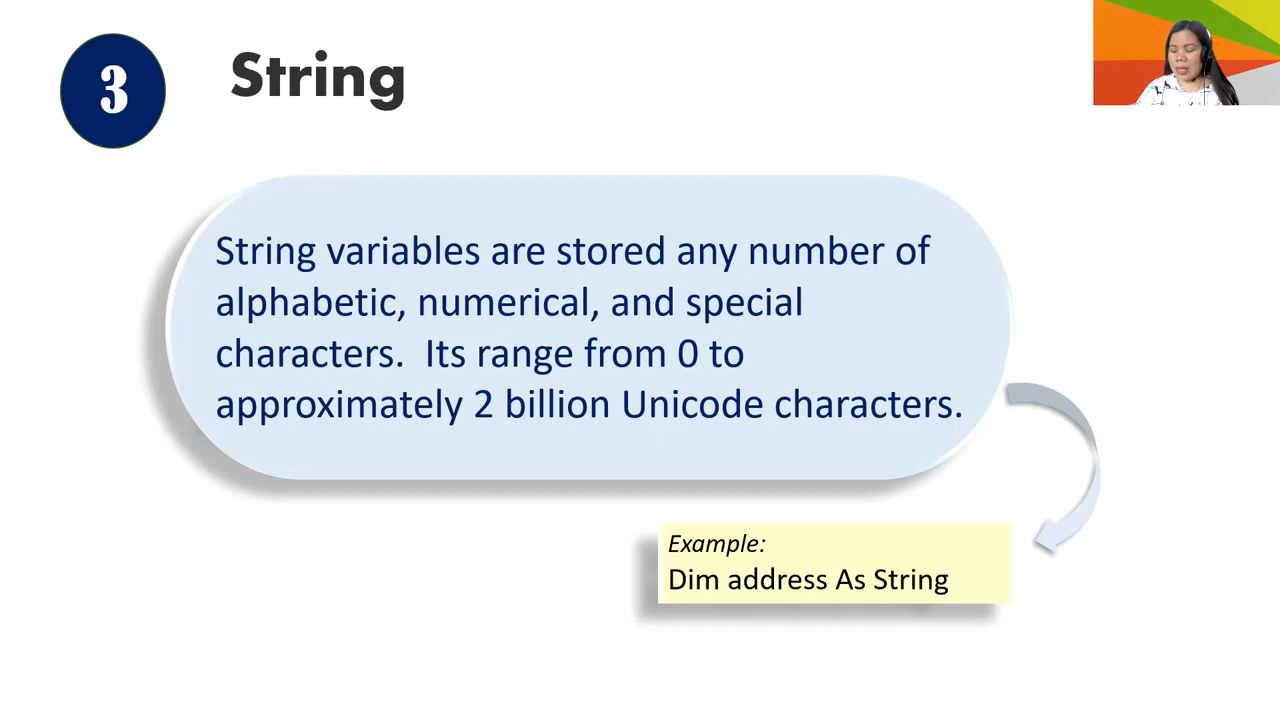 3
String
String variables are stored any number of
alphabetic, numerical, and special
characters.  Its range from 0 to
approximately 2 billion Unicode characters.
Example:
Dim address As String